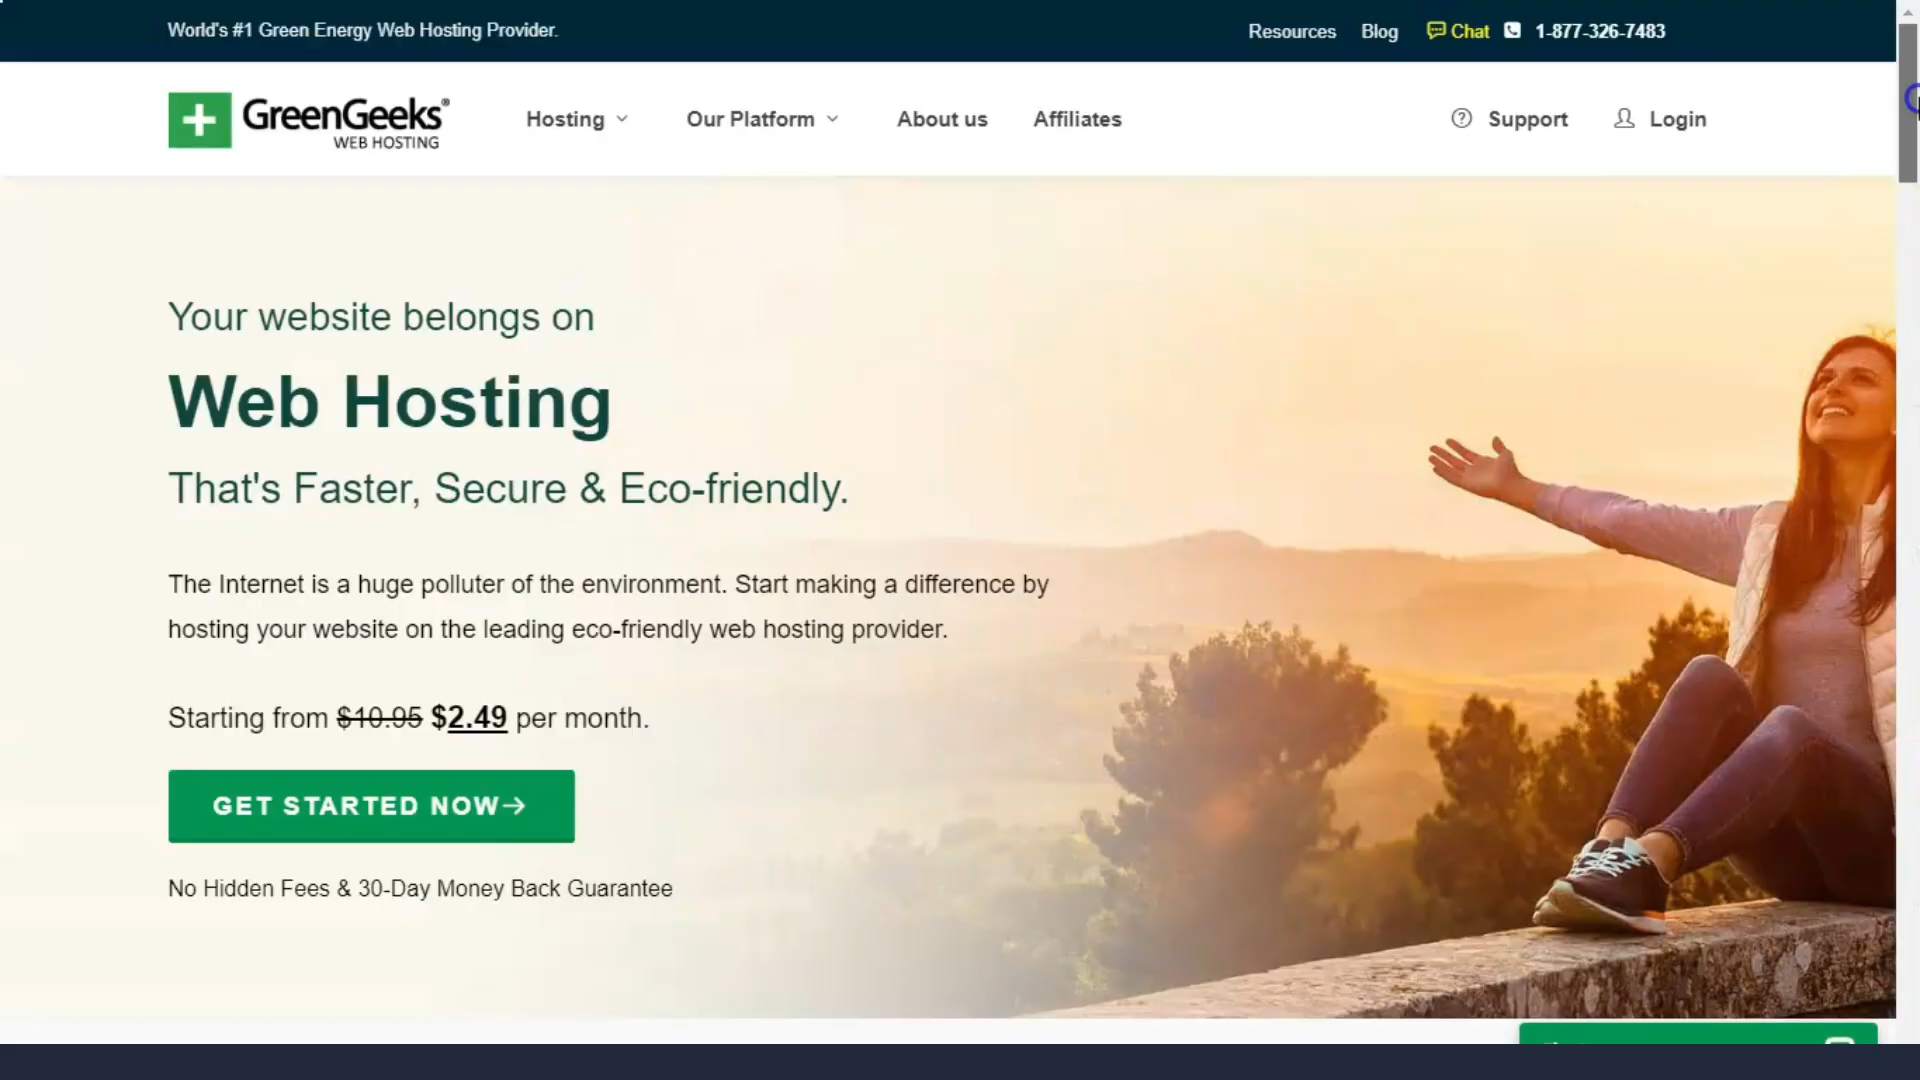 World's #1 Green Energy Web Hosting Provider.
Resources Blog Chat 1-877-326-7483
GreenGeeks®
WEB HOSTING
Hosting Our Platform About us Affiliates Support Login
Your website belongs on
Web Hosting
That's Faster, Secure & Eco-friendly.
The Internet is a huge polluter of the environment. Start making a difference by
hosting your website on the leading eco-friendly web hosting provider.
Starting from $10.95 $2.49 per month.
GET STARTED NOW→
No Hidden Fees & 30-Day Money Back Guarantee